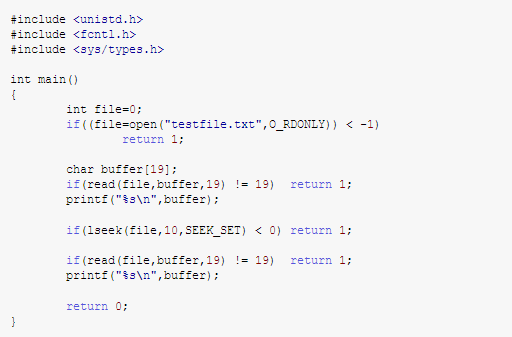 #include <unistd.h>
#include <fcntl.h>
#include <sys/types.h>

int main()
{
        int file=0;
        if((file=open("testfile.txt",O_RDONLY)) < -1)
                return 1;

        char buffer[19];
        if(read(file,buffer,19) != 19)  return 1;
        printf("%s\n",buffer);

        if(lseek(file,10,SEEK_SET) < 0) return 1;

        if(read(file,buffer,19) != 19)  return 1;
        printf("%s\n",buffer);

        return 0;
}